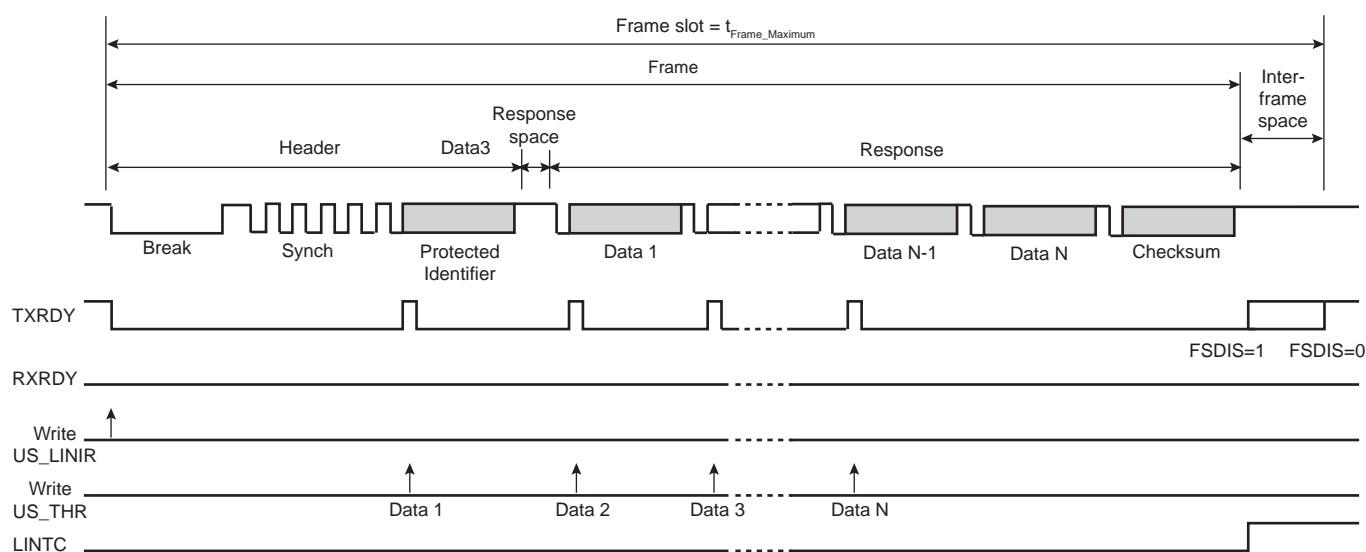 Frame slot = tFrame_Maximum
Frame
Inter-
frame
space
Response
space
Header
Data3
Response
Break
Synch
Protected
Identifier
Data 1
Data N-1
Data N
Checksum
TXRDY
FSDIS=1
FSDIS=0
RXRDY
Write
US_LINIR
Write
US_THR
Data 1
Data 2
Data 3
Data N
LINTC